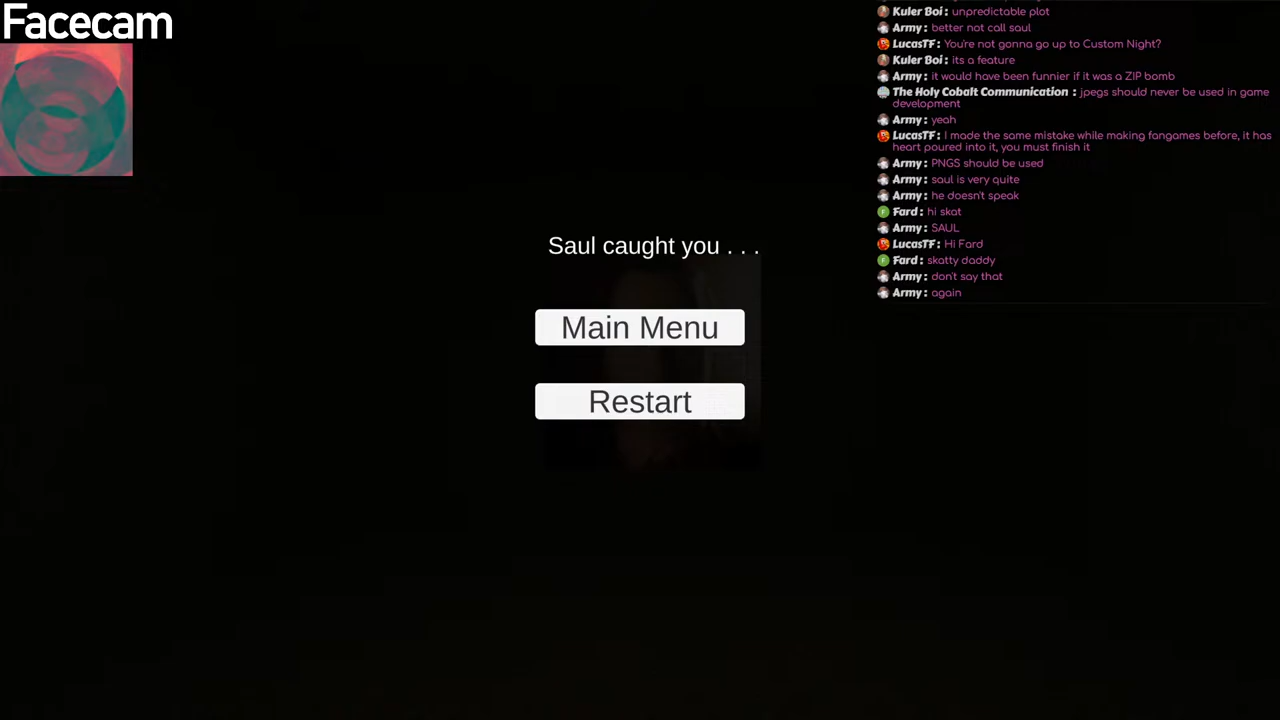 Facecam
Kuler Boi : unpredictable plot
Army : better not call saul
LucasTF : You're not gonna go up to Custom Night?
Kuler Boi : its a feature
Army : it would have been funnier if it was a ZIP bomb
The Holy Cobalt Communication : jpegs should never be used in game
development
Army : yeah
LucasTF : I made the same mistake while making fangames before, it has
heart poured into it, you must finish it
Army : PNGS should be used
Army : saul is very quite
Army : he doesn't speak
Fard : hi skat
Army : SAUL
LucasTF : Hi Fard
Fard : skatty daddy
Army : don't say that
Army : again
Saul caught you . . .
Main Menu
Restart